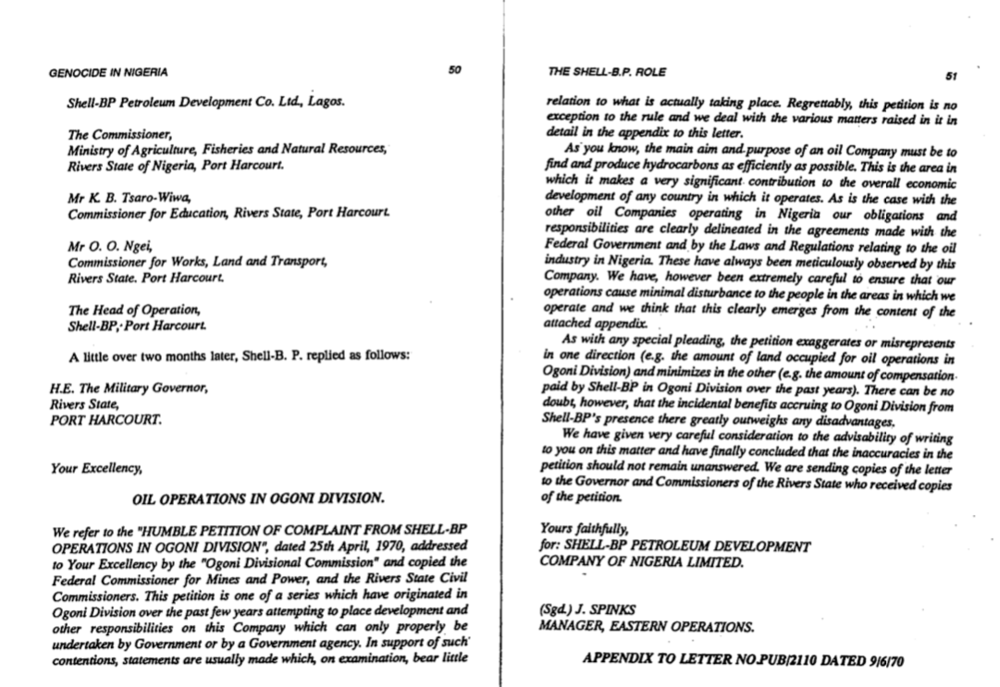 GENOCIDE IN NIGERIA 50
Shell-BP Petroleum Development Co. Ltd., Lagos.
The Commissioner,
Ministry of Agriculture, Fisheries and Natural Resources,
Rivers State of Nigeria, Port Harcourt.
Mr K. B. Tsaro-Wiwa,
Commissioner for Education, Rivers State, Port Harcourt.
Mr O. O. Ngei,
Commissioner for Works, Land and Transport,
Rivers State. Port Harcourt.
The Head of Operation,
Shell-BP, Port Harcourt.
A little over two months later, Shell-B. P. replied as follows:
H.E. The Military Governor,
Rivers State,
PORT HARCOURT.
Your Excellency,
OIL OPERATIONS IN OGONI DIVISION.
We refer to the "HUMBLE PETITION OF COMPLAINT FROM SHELL-BP
OPERATIONS IN OGONI DIVISION", dated 25th April, 1970, addressed
to Your Excellency by the "Ogoni Divisional Commission" and copied the
Federal Commissioner for Mines and Power, and the Rivers State Civil
Commissioners. This petition is one of a series which have originated in
Ogoni Division over the past few years attempting to place development and
other responsibilities on this Company which can only properly be
undertaken by Government or by a Government agency. In support of such
contentions, statements are usually made which, on examination, bear little
THE SHELL-B.P. ROLE 51
relation to what is actually taking place. Regrettably, this petition is no
exception to the rule and we deal with the various matters raised in it in
detail in the appendix to this letter.
As you know, the main aim and purpose of an oil Company must be to
find and produce hydrocarbons as efficiently as possible. This is the area in
which it makes a very significant contribution to the overall economic
development of any country in which it operates. As is the case with the
other oil Companies operating in Nigeria our obligations and
responsibilities are clearly delineated in the agreements made with the
Federal Government and by the Laws and Regulations relating to the oil
industry in Nigeria. These have always been meticulously observed by this
Company. We have, however been extremely careful to ensure that our
operations cause minimal disturbance to the people in the areas in which we
operate and we think that this clearly emerges from the content of the
attached appendix.
As with any special pleading, the petition exaggerates or misrepresents
in one direction (e.g. the amount of land occupied for oil operations in
Ogoni Division) and minimizes in the other (e.g. the amount of compensation
paid by Shell-BP in Ogoni Division over the past years). There can be no
doubt, however, that the incidental benefits accruing to Ogoni Division from
Shell-BP's presence there greatly outweighs any disadvantages.
We have given very careful consideration to the advisability of writing
to you on this matter and have finally concluded that the inaccuracies in the
petition should not remain unanswered. We are sending copies of the letter
to the Governor and Commissioners of the Rivers State who received copies
of the petition.
Yours faithfully,
for: SHELL-BP PETROLEUM DEVELOPMENT
COMPANY OF NIGERIA LIMITED.
(Sgd.) J. SPINKS
MANAGER, EASTERN OPERATIONS.
APPENDIX TO LETTER NO.PUB/2110 DATED 9/6/70